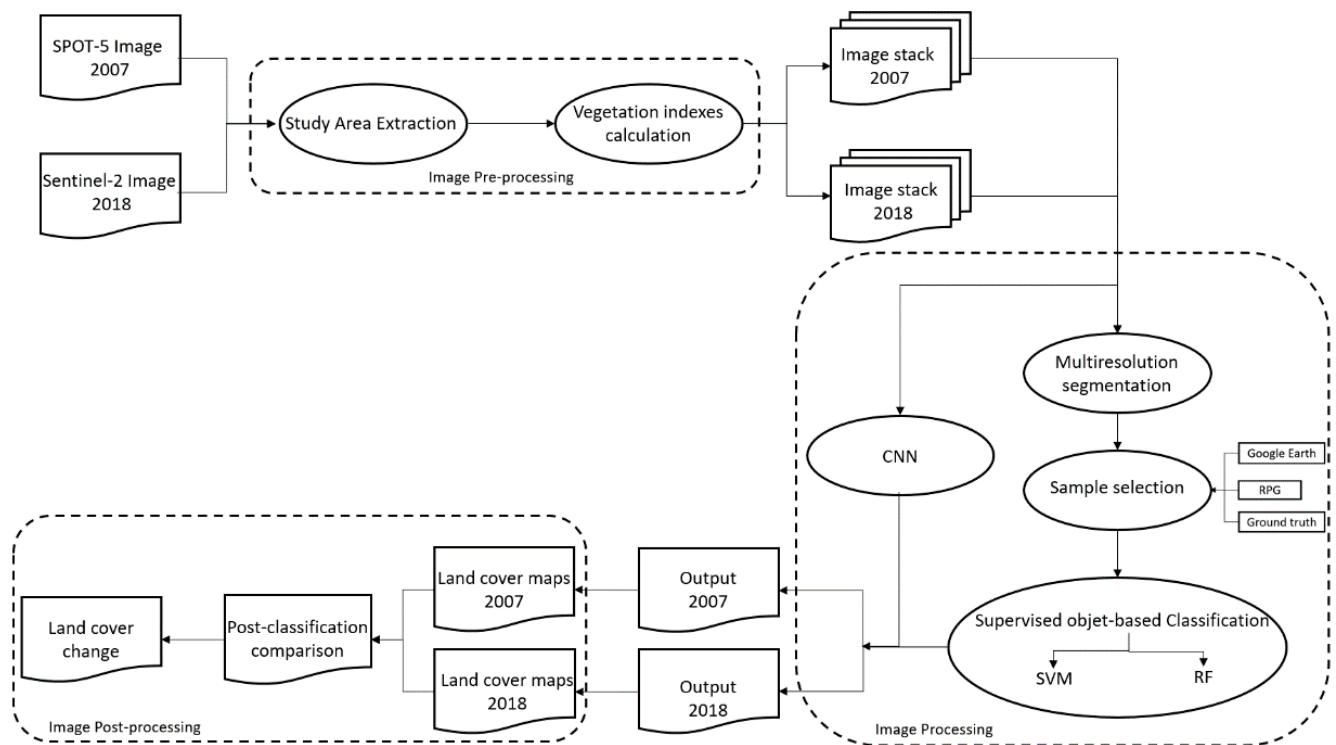 SPOT-5 Image
2007
Sentinel-2 Image
2018
Study Area Extraction
Vegetation indexes
calculation
Image Pre-processing
Image stack
2007
Image stack
2018
Multiresolution
segmentation
CNN
Sample selection
Google Earth
RPG
Ground truth
Supervised objet-based Classification
SVM
RF
Image Processing
Output
2007
Output
2018
Land cover maps
2007
Land cover maps
2018
Post-classification
comparison
Land cover
change
Image Post-processing